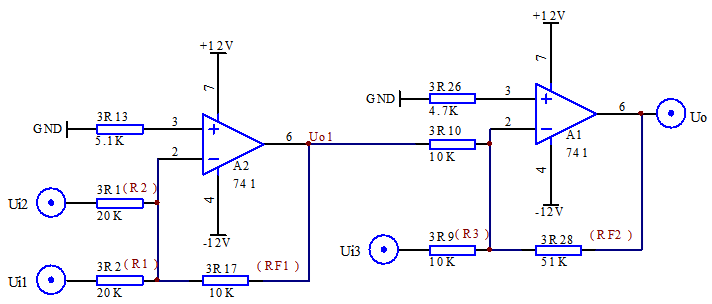 +12V
7
3R13
GND
5.1K
3
2
6
Uo1
A2
741
4
-12V
Ui2
3R1(R2)
20K
Ui1
3R2(R1)
20K
3R17
(RF1)
10K
+12V
7
3R26
GND
4.7K
3
3R10
2
10K
6
Uo
A1
741
4
-12V
Ui3
3R9(R3)
10K
3R28
(RF2)
51K